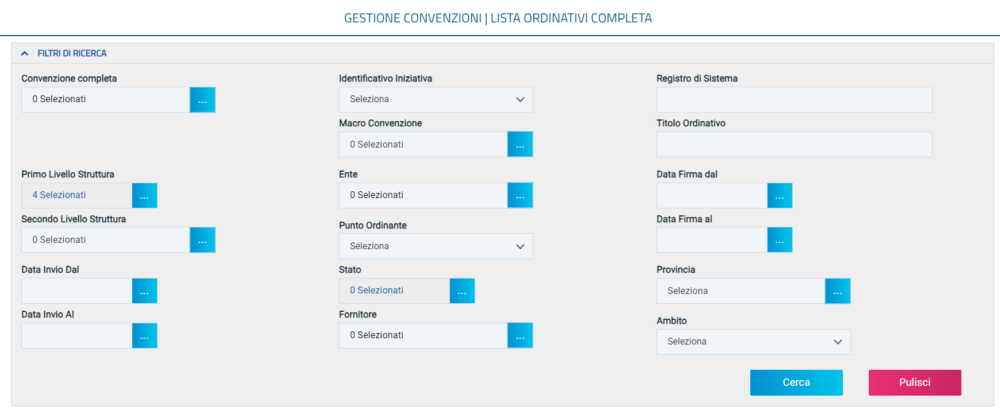 GESTIONE CONVENZIONI | LISTA ORDINATIVI COMPLETA
FILTRI DI RICERCA
Convenzione completa
0 Selezionati
...
Identificativo Iniziativa
Seleziona
Registro di Sistema
Macro Convenzione
0 Selezionati
...
Titolo Ordinativo
Primo Livello Struttura
4 Selezionati
...
Ente
0 Selezionati
...
Data Firma dal
...
Secondo Livello Struttura
0 Selezionati
...
Punto Ordinante
Seleziona
Data Firma al
...
Data Invio Dal
...
Stato
0 Selezionati
...
Provincia
Seleziona
...
Data Invio Al
...
Fornitore
0 Selezionati
...
Ambito
Seleziona
Cerca
Pulisci